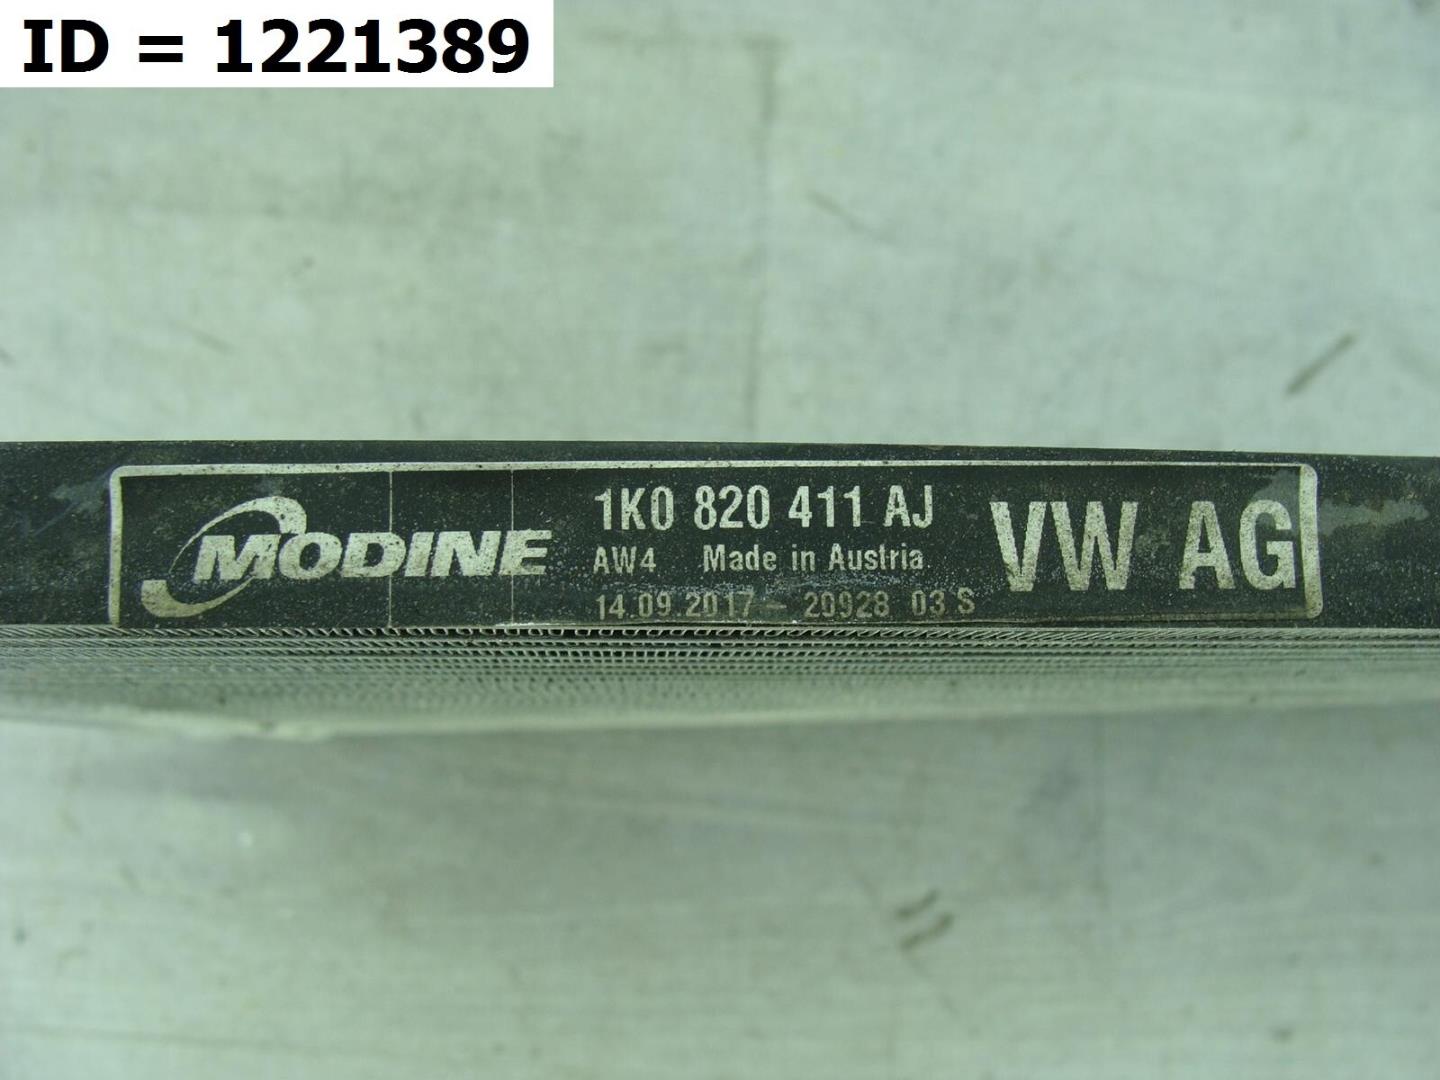 ID = 1221389
MODINE
1K0 820 411 AJ
AW4 Made in Austria
14.09.2017 - 20928 03 S
VW AG